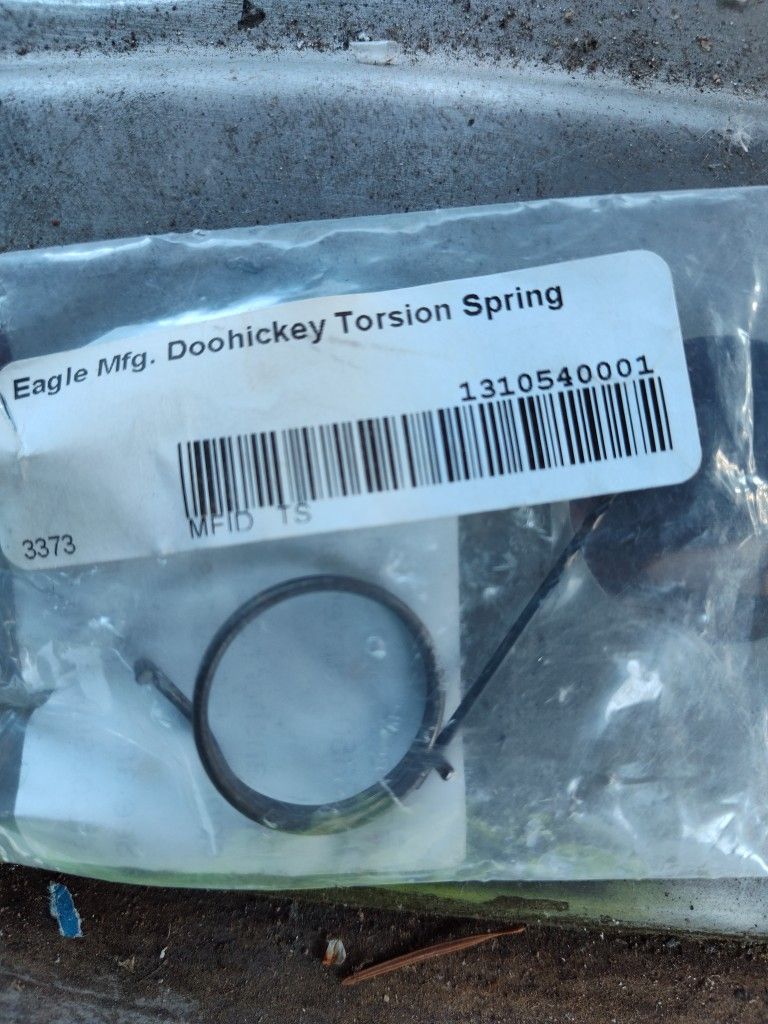 Eagle Mfg. Doohickey Torsion Spring
1310540001
MFID TS
3373